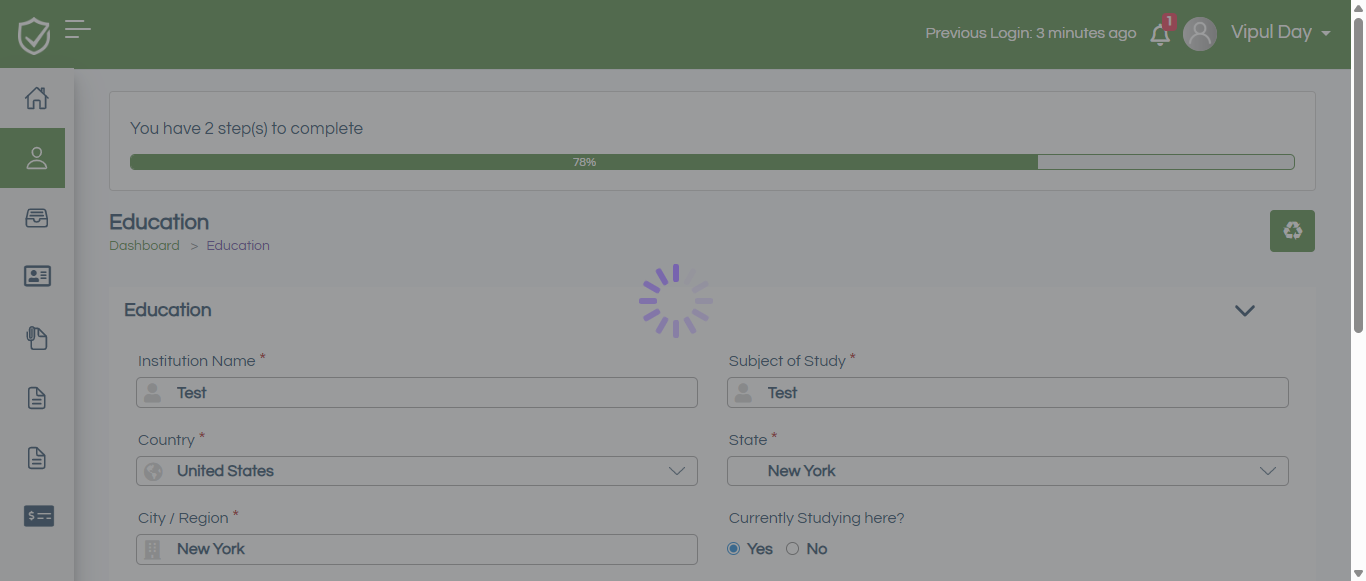 Previous Login: 3 minutes ago 1 Vipul Day
You have 2 step(s) to complete
78%
Education
Dashboard > Education
Education
Institution Name * Subject of Study *
Test Test
Country * State *
United States New York
City / Region * Currently Studying here?
New York Yes No